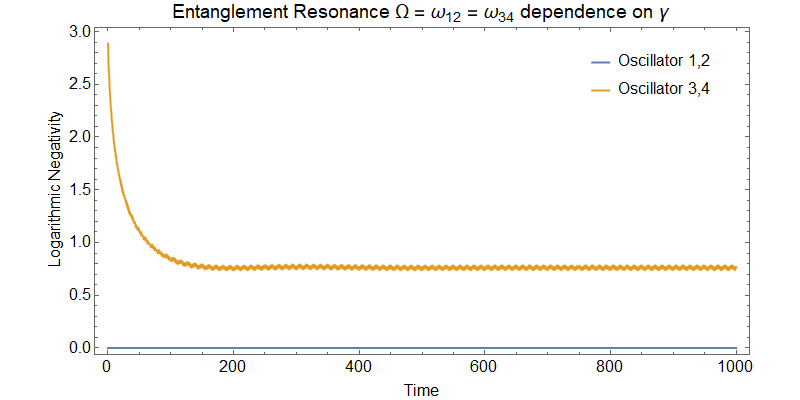 Entanglement Resonance Ω = ω₁₂ = ω₃₄ dependence on γ
Oscillator 1,2
Oscillator 3,4
Logarithmic Negativity
3.0
2.5
2.0
1.5
1.0
0.5
0.0
0 200 400 600 800 1000
Time